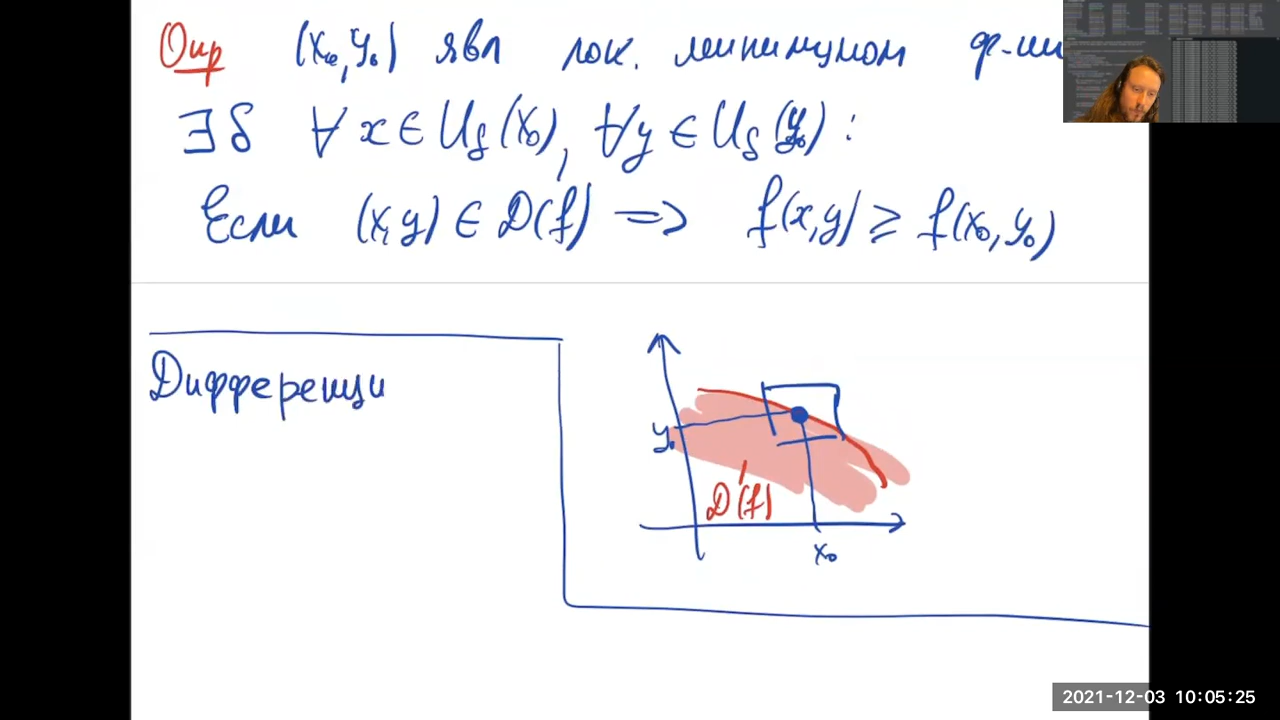 Опр (x₀, y₀) явл лок. минимумом ф-ии
∃ δ ∀ x ∈ U_δ(x₀), ∀ y ∈ U_δ(y₀) :
Если (x, y) ∈ D(f) => f(x, y) ≥ f(x₀, y₀)
Дифференци
y₀
D(f)
x₀
2021-12-03 10:05:25